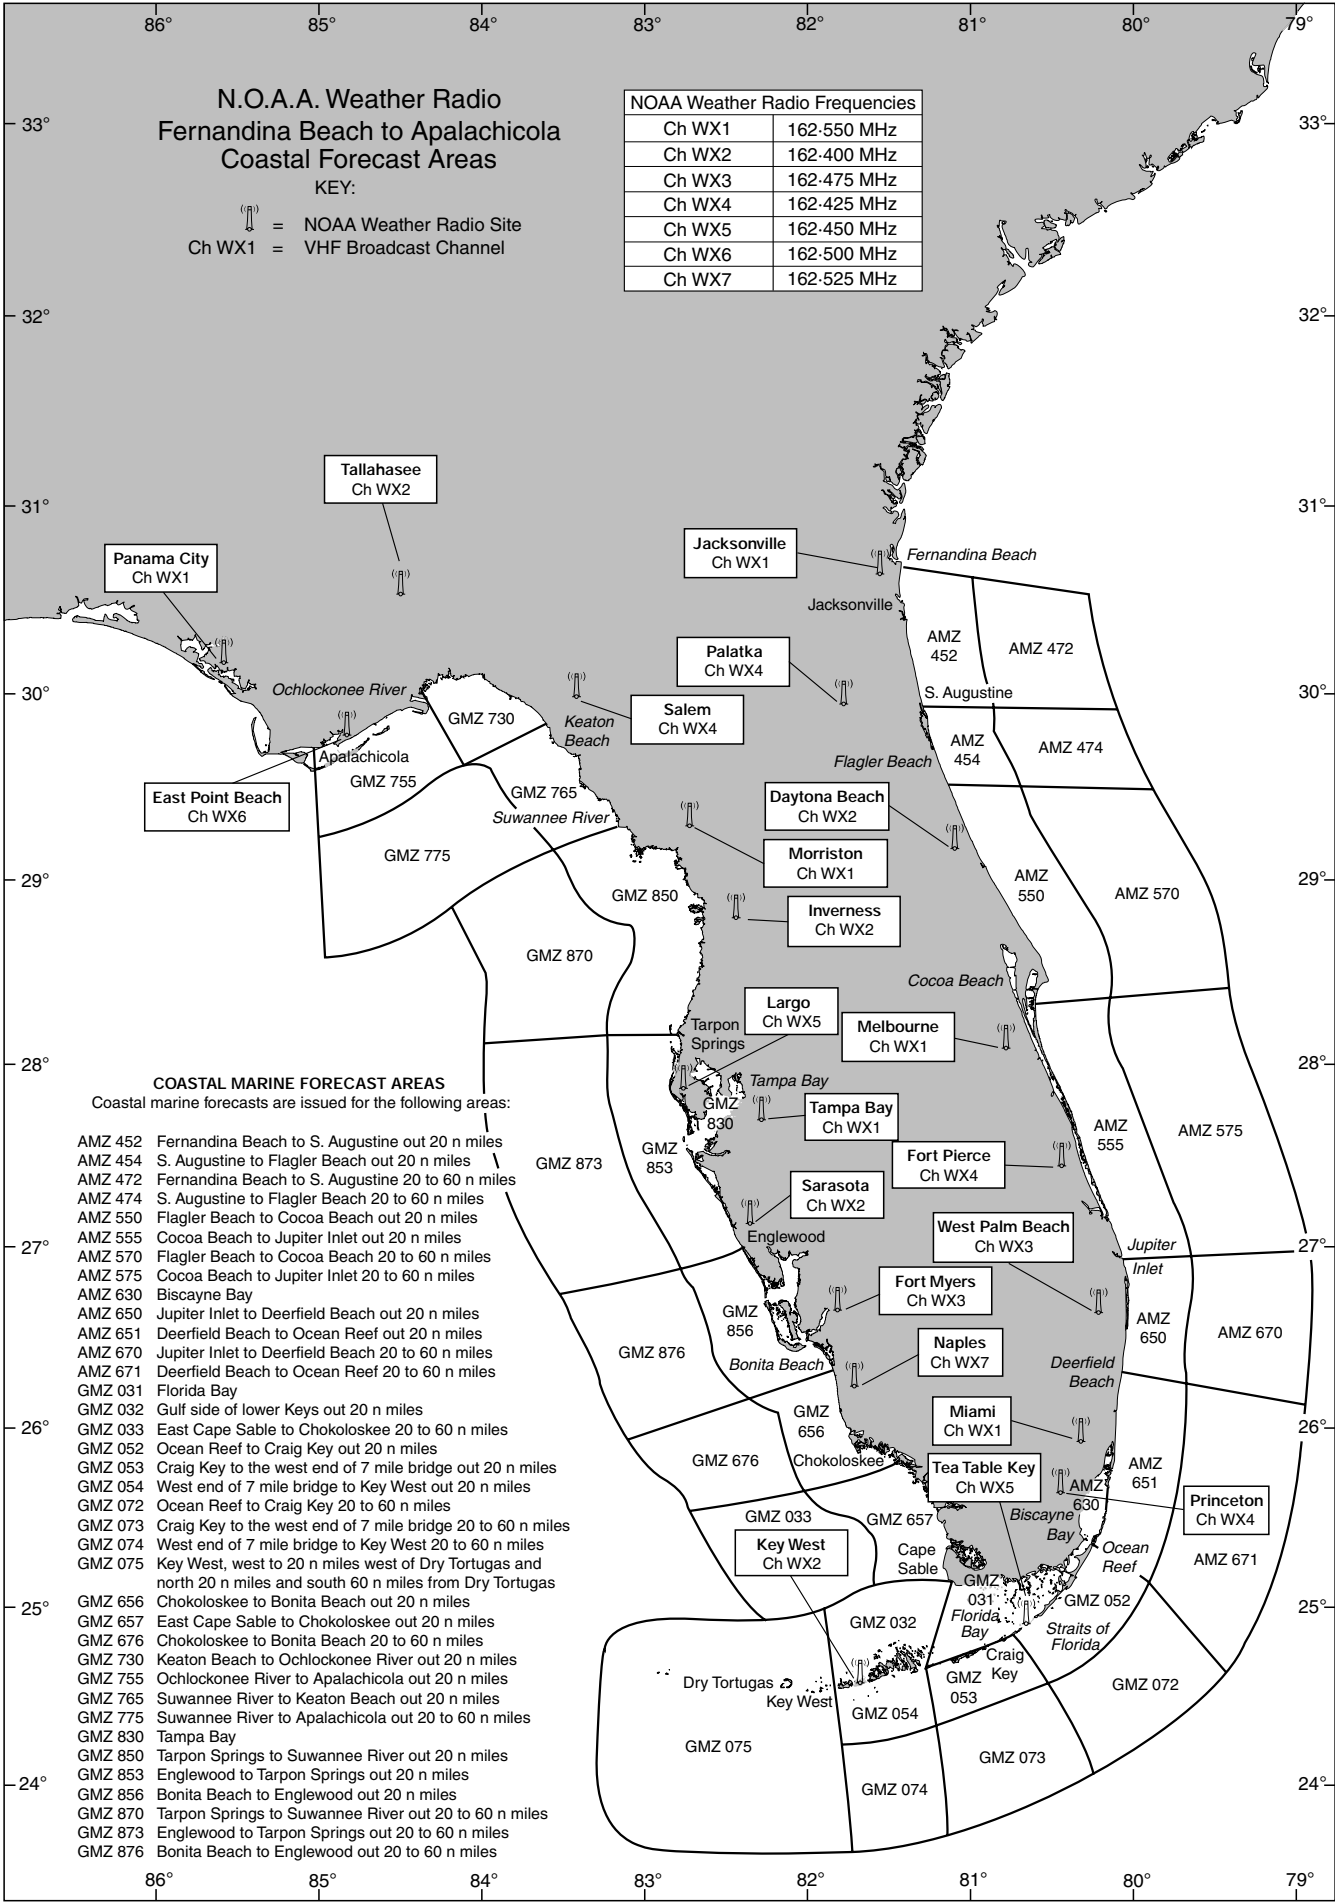 86° 85° 84° 83° 82° 81° 80° 79°
N.O.A.A. Weather Radio
Fernandina Beach to Apalachicola
Coastal Forecast Areas
KEY:
= NOAA Weather Radio Site
Ch WX1 = VHF Broadcast Channel
NOAA Weather Radio Frequencies
Ch WX1 162·550 MHz
Ch WX2 162·400 MHz
Ch WX3 162·475 MHz
Ch WX4 162·425 MHz
Ch WX5 162·450 MHz
Ch WX6 162·500 MHz
Ch WX7 162·525 MHz
33° 33°
32° 32°
31° 31°
30° 30°
29° 29°
28° 28°
27° 27°
26° 26°
25° 25°
24° 24°
Tallahasee
Ch WX2
Panama City
Ch WX1
Jacksonville
Ch WX1
Fernandina Beach
Jacksonville
AMZ
452
AMZ 472
Palatka
Ch WX4
Ochlockonee River
Salem
Ch WX4
S. Augustine
GMZ 730
Keaton
Beach
AMZ
454
AMZ 474
Flagler Beach
Apalachicola
GMZ 755
GMZ 765
East Point Beach
Ch WX6
Suwannee River
Daytona Beach
Ch WX2
GMZ 775
Morriston
Ch WX1
AMZ
550
AMZ 570
GMZ 850
Inverness
Ch WX2
GMZ 870
Cocoa Beach
Largo
Ch WX5
Melbourne
Ch WX1
Tarpon
Springs
Tampa Bay
GMZ
830
Tampa Bay
Ch WX1
AMZ
555
AMZ 575
GMZ 873
GMZ
853
Fort Pierce
Ch WX4
Sarasota
Ch WX2
West Palm Beach
Ch WX3
Englewood
Jupiter
Inlet
Fort Myers
Ch WX3
GMZ
856
AMZ
650
AMZ 670
GMZ 876
Bonita Beach
Naples
Ch WX7
Deerfield
Beach
GMZ
656
Miami
Ch WX1
GMZ 676
Chokoloskee
Tea Table Key
Ch WX5
AMZ
651
AMZ
630
Princeton
Ch WX4
GMZ 033
GMZ 657
Biscayne
Bay
Key West
Ch WX2
Cape
Sable
Ocean
Reef
AMZ 671
GMZ
031
Florida
Bay
GMZ 052
GMZ 032
Straits of
Florida
Craig
Key
Dry Tortugas
Key West
GMZ
053
GMZ 072
GMZ 054
GMZ 075
GMZ 073
GMZ 074
COASTAL MARINE FORECAST AREAS
Coastal marine forecasts are issued for the following areas:
AMZ 452 Fernandina Beach to S. Augustine out 20 n miles
AMZ 454 S. Augustine to Flagler Beach out 20 n miles
AMZ 472 Fernandina Beach to S. Augustine 20 to 60 n miles
AMZ 474 S. Augustine to Flagler Beach 20 to 60 n miles
AMZ 550 Flagler Beach to Cocoa Beach out 20 n miles
AMZ 555 Cocoa Beach to Jupiter Inlet out 20 n miles
AMZ 570 Flagler Beach to Cocoa Beach 20 to 60 n miles
AMZ 575 Cocoa Beach to Jupiter Inlet 20 to 60 n miles
AMZ 630 Biscayne Bay
AMZ 650 Jupiter Inlet to Deerfield Beach out 20 n miles
AMZ 651 Deerfield Beach to Ocean Reef out 20 n miles
AMZ 670 Jupiter Inlet to Deerfield Beach 20 to 60 n miles
AMZ 671 Deerfield Beach to Ocean Reef 20 to 60 n miles
GMZ 031 Florida Bay
GMZ 032 Gulf side of lower Keys out 20 n miles
GMZ 033 East Cape Sable to Chokoloskee 20 to 60 n miles
GMZ 052 Ocean Reef to Craig Key out 20 n miles
GMZ 053 Craig Key to the west end of 7 mile bridge out 20 n miles
GMZ 054 West end of 7 mile bridge to Key West out 20 n miles
GMZ 072 Ocean Reef to Craig Key 20 to 60 n miles
GMZ 073 Craig Key to the west end of 7 mile bridge 20 to 60 n miles
GMZ 074 West end of 7 mile bridge to Key West 20 to 60 n miles
GMZ 075 Key West, west to 20 n miles west of Dry Tortugas and
north 20 n miles and south 60 n miles from Dry Tortugas
GMZ 656 Chokoloskee to Bonita Beach out 20 n miles
GMZ 657 East Cape Sable to Chokoloskee out 20 n miles
GMZ 676 Chokoloskee to Bonita Beach 20 to 60 n miles
GMZ 730 Keaton Beach to Ochlockonee River out 20 n miles
GMZ 755 Ochlockonee River to Apalachicola out 20 n miles
GMZ 765 Suwannee River to Keaton Beach out 20 n miles
GMZ 775 Suwannee River to Apalachicola out 20 to 60 n miles
GMZ 830 Tampa Bay
GMZ 850 Tarpon Springs to Suwannee River out 20 n miles
GMZ 853 Englewood to Tarpon Springs out 20 n miles
GMZ 856 Bonita Beach to Englewood out 20 n miles
GMZ 870 Tarpon Springs to Suwannee River out 20 to 60 n miles
GMZ 873 Englewood to Tarpon Springs out 20 to 60 n miles
GMZ 876 Bonita Beach to Englewood out 20 to 60 n miles
86° 85° 84° 83° 82° 81° 80° 79°